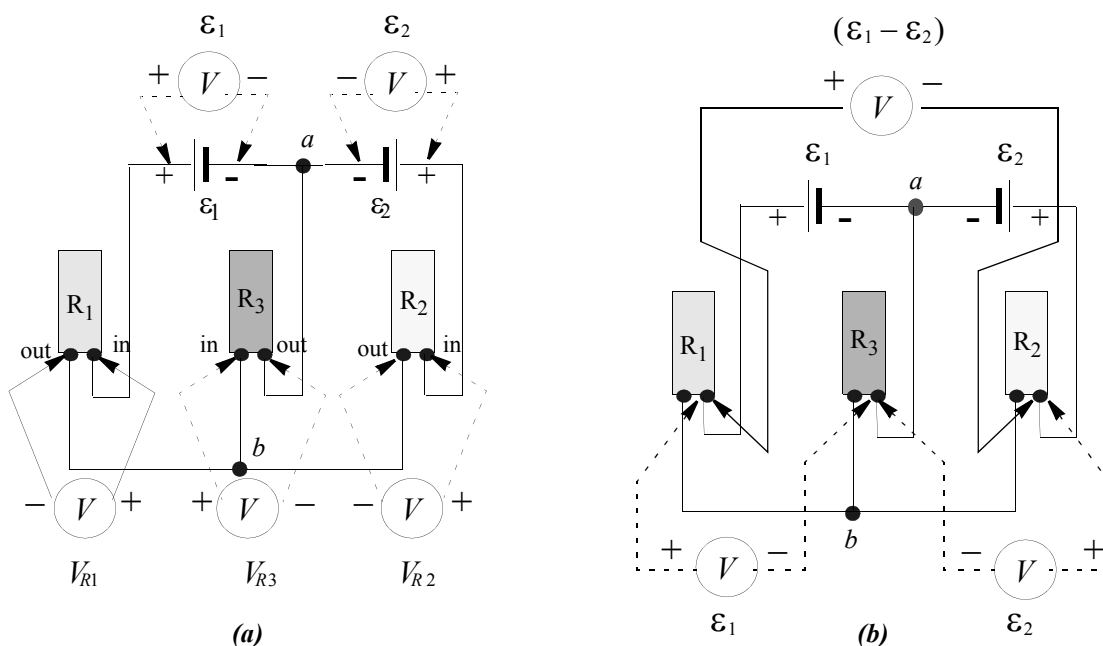 ε1 ε2
+ V − − V +
a
+ - - +
ε1 ε2
R1 R3 R2
out in in out out in
b
− V + + V − − V +
VR1 VR3 VR2
(a)
(ε1 − ε2)
+ V −
ε1 ε2
a
+ - - +
R1 R3 R2
b
+ V − − V +
ε1 ε2
(b)